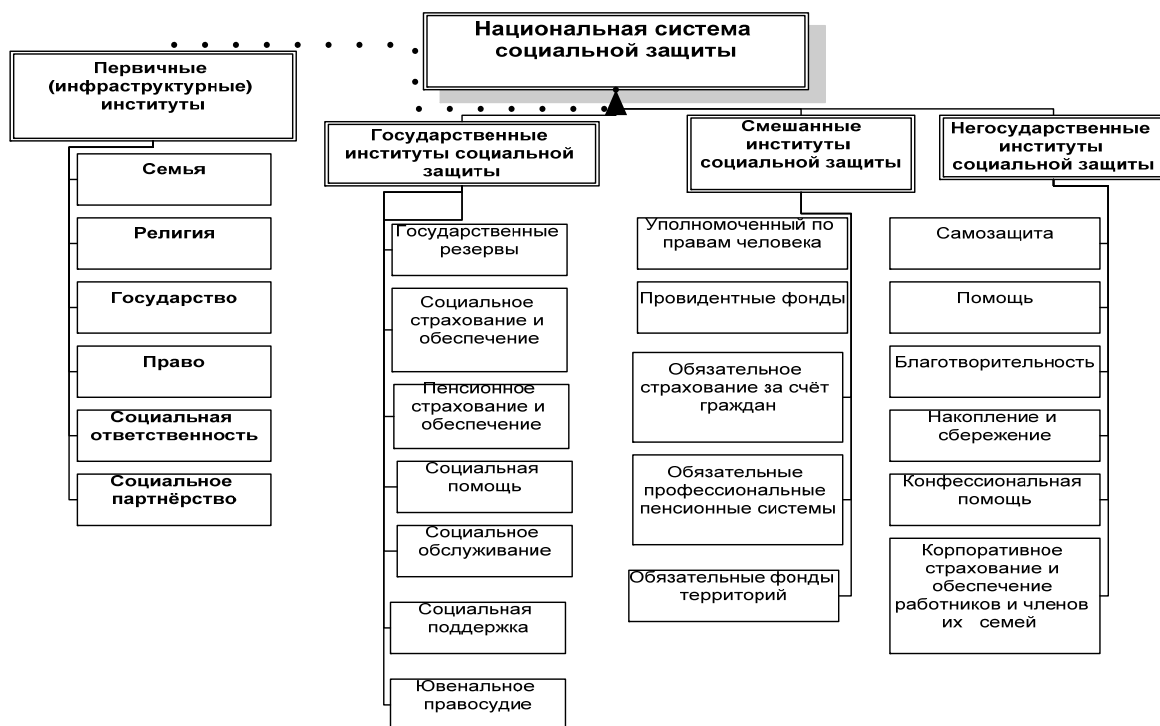 Национальная система
социальной защиты
Первичные
(инфраструктурные)
институты
Семья
Религия
Государство
Право
Социальная
ответственность
Социальное
партнёрство
Государственные
институты социальной
защиты
Государственные
резервы
Социальное
страхование и
обеспечение
Пенсионное
страхование и
обеспечение
Социальная
помощь
Социальное
обслуживание
Социальная
поддержка
Ювенальное
правосудие
Смешанные
институты
социальной защиты
Уполномоченный по
правам человека
Провидентные фонды
Обязательное
страхование за счёт
граждан
Обязательные
профессиональные
пенсионные системы
Обязательные фонды
территорий
Негосударственные
институты
социальной защиты
Самозащита
Помощь
Благотворительность
Накопление и
сбережение
Конфессиональная
помощь
Корпоративное
страхование и
обеспечение
работников и членов
их семей